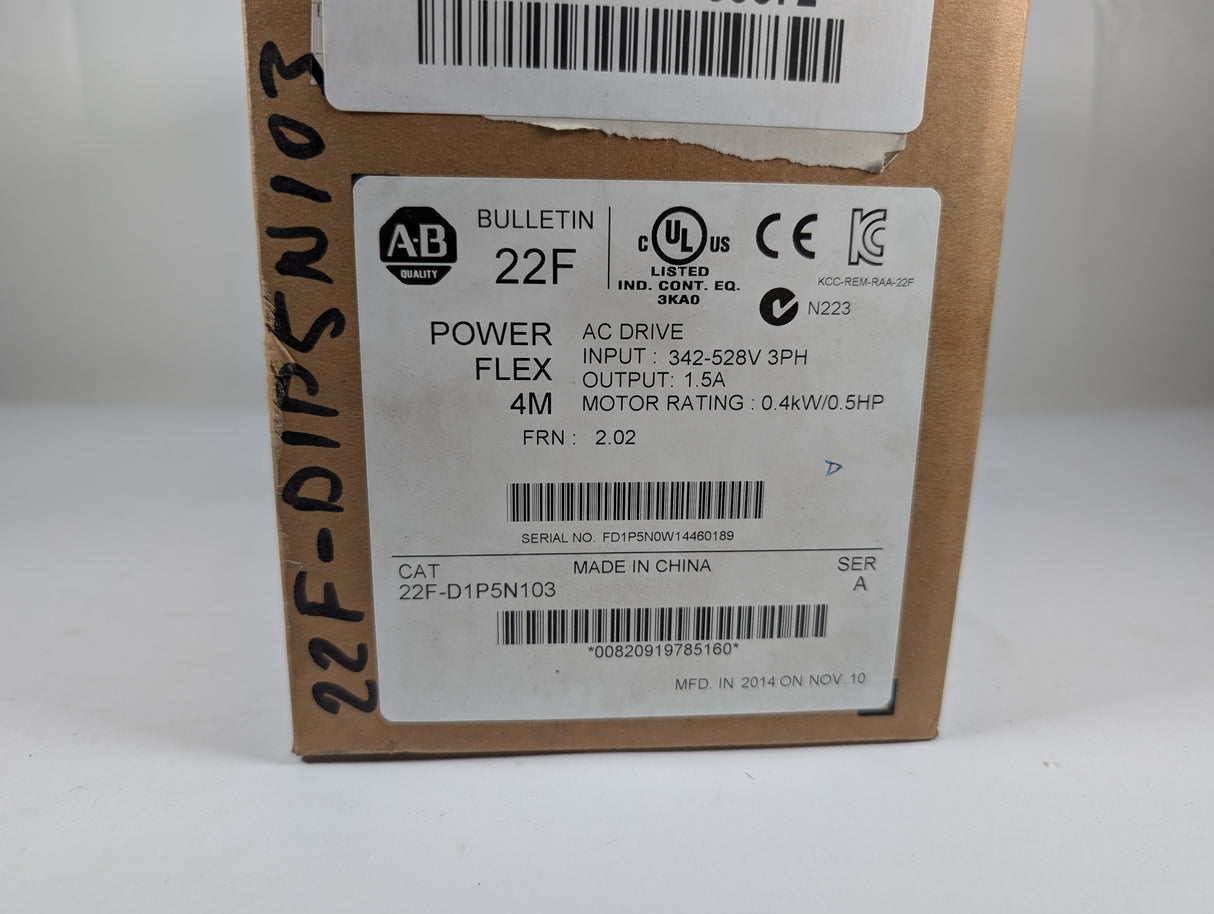 22F-D1P5N103
A-B
QUALITY
BULLETIN
22F
C UL US
LISTED
IND. CONT. EQ.
3KA0
CE
KC
KCC-REM-RAA-22F
N223
POWER
FLEX
4M
AC DRIVE
INPUT : 342-528V 3PH
OUTPUT: 1.5A
MOTOR RATING : 0.4kW/0.5HP
FRN : 2.02
D
SERIAL NO. FD1P5N0W14460189
CAT
22F-D1P5N103
MADE IN CHINA
SER
A
*00820919785160*
MFD. IN 2014 ON NOV. 10